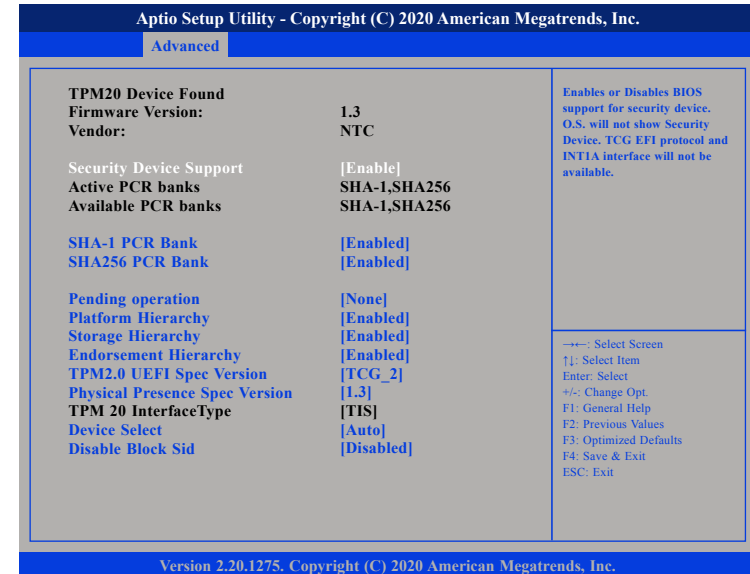 Aptio Setup Utility - Copyright (C) 2020 American Megatrends, Inc.
Advanced
TPM20 Device Found
Firmware Version: 1.3
Vendor: NTC
Security Device Support [Enable]
Active PCR banks SHA-1,SHA256
Available PCR banks SHA-1,SHA256
SHA-1 PCR Bank [Enabled]
SHA256 PCR Bank [Enabled]
Pending operation [None]
Platform Hierarchy [Enabled]
Storage Hierarchy [Enabled]
Endorsement Hierarchy [Enabled]
TPM2.0 UEFI Spec Version [TCG_2]
Physical Presence Spec Version [1.3]
TPM 20 InterfaceType [TIS]
Device Select [Auto]
Disable Block Sid [Disabled]
Enables or Disables BIOS
support for security device.
O.S. will not show Security
Device. TCG EFI protocol and
INT1A interface will not be
available.
→←: Select Screen
↑↓: Select Item
Enter: Select
+/-: Change Opt.
F1: General Help
F2: Previous Values
F3: Optimized Defaults
F4: Save & Exit
ESC: Exit
Version 2.20.1275. Copyright (C) 2020 American Megatrends, Inc.